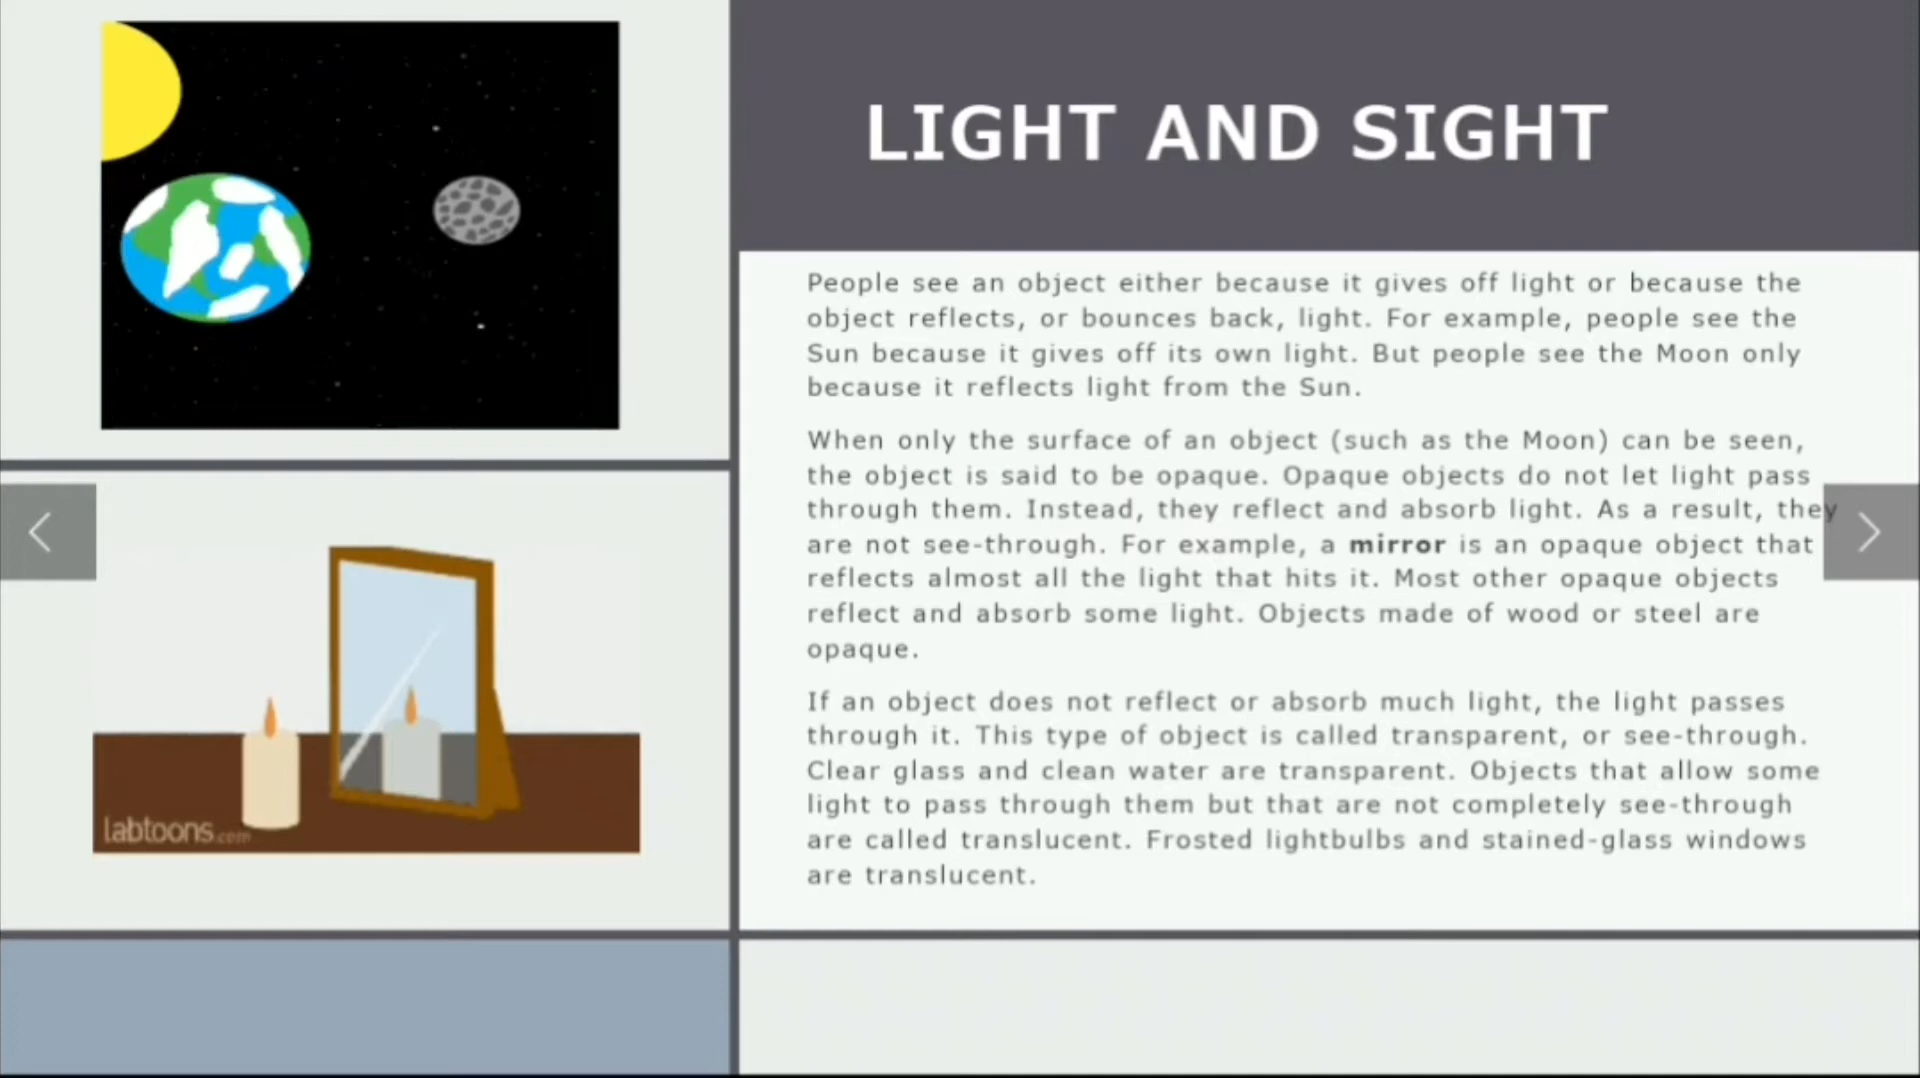 LIGHT AND SIGHT
People see an object either because it gives off light or because the
object reflects, or bounces back, light. For example, people see the
Sun because it gives off its own light. But people see the Moon only
because it reflects light from the Sun.
When only the surface of an object (such as the Moon) can be seen,
the object is said to be opaque. Opaque objects do not let light pass
through them. Instead, they reflect and absorb light. As a result, they
are not see-through. For example, a mirror is an opaque object that
reflects almost all the light that hits it. Most other opaque objects
reflect and absorb some light. Objects made of wood or steel are
opaque.
If an object does not reflect or absorb much light, the light passes
through it. This type of object is called transparent, or see-through.
Clear glass and clean water are transparent. Objects that allow some
light to pass through them but that are not completely see-through
are called translucent. Frosted lightbulbs and stained-glass windows
are translucent.
labtoons.com